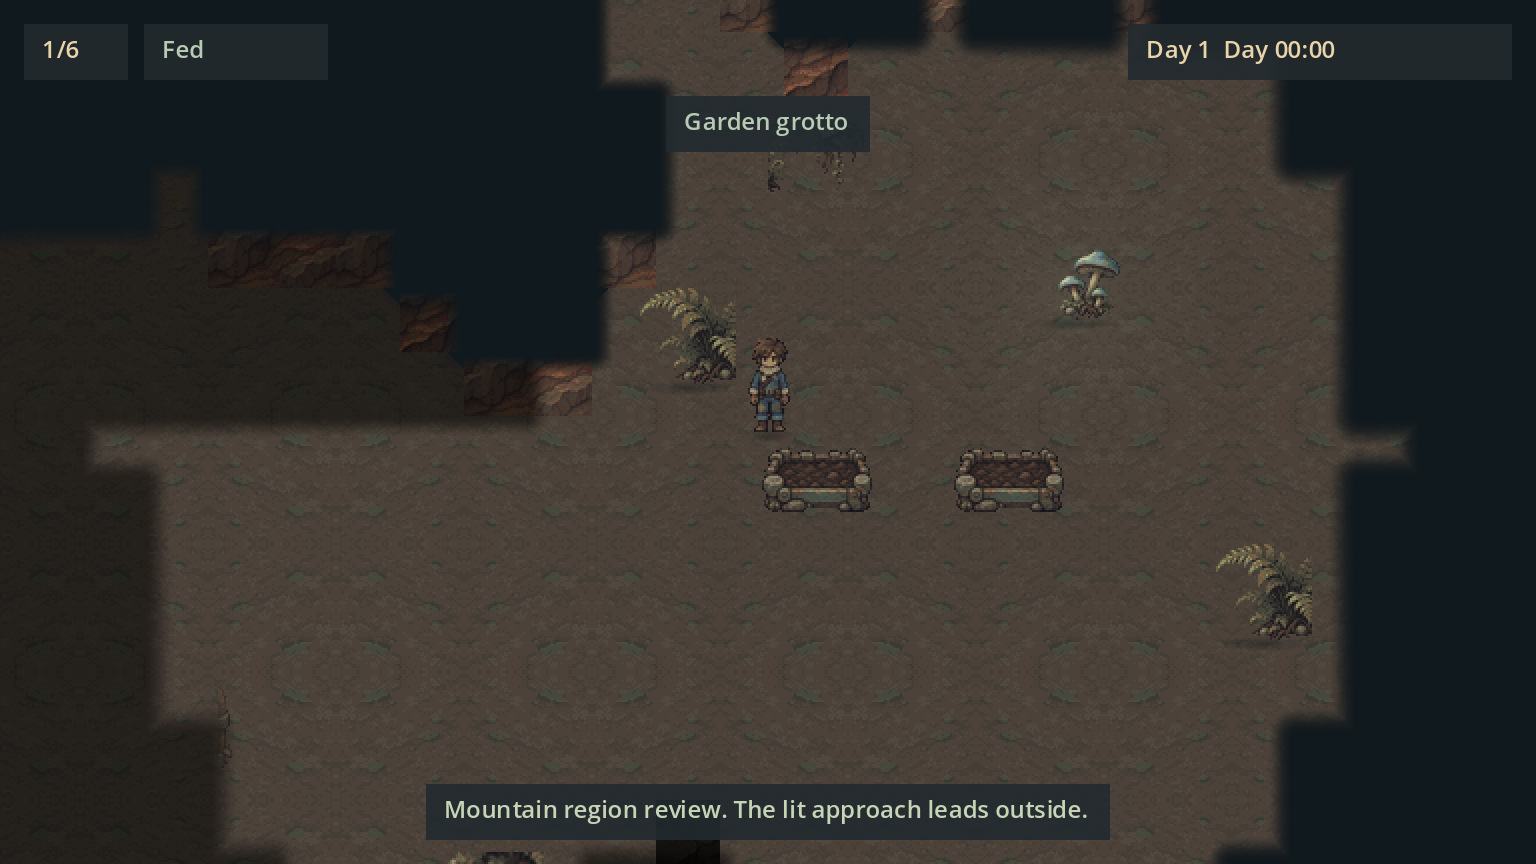 1/6
Fed
Day 1  Day 00:00
Garden grotto
Mountain region review. The lit approach leads outside.